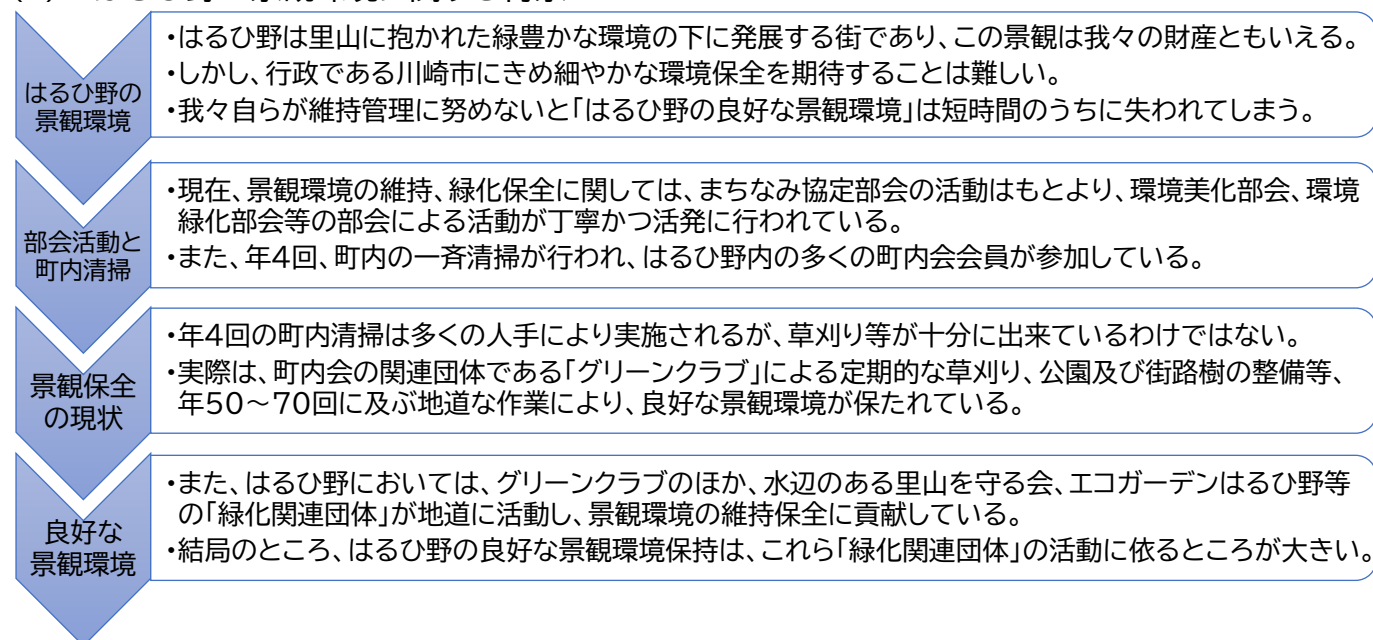 はるひ野の
景観環境
・はるひ野は里山に抱かれた緑豊かな環境の下に発展する街であり、この景観は我々の財産ともいえる。
・しかし、行政である川崎市にきめ細やかな環境保全を期待することは難しい。
・我々自らが維持管理に努めないと「はるひ野の良好な景観環境」は短時間のうちに失われてしまう。
部会活動と
町内清掃
・現在、景観環境の維持、緑化保全に関しては、まちなみ協定部会の活動はもとより、環境美化部会、環境
緑化部会等の部会による活動が丁寧かつ活発に行われている。
・また、年4回、町内の一斉清掃が行われ、はるひ野内の多くの町内会会員が参加している。
景観保全
の現状
・年4回の町内清掃は多くの人手により実施されるが、草刈り等が十分に出来ているわけではない。
・実際は、町内会の関連団体である「グリーンクラブ」による定期的な草刈り、公園及び街路樹の整備等、
年50～70回に及ぶ地道な作業により、良好な景観環境が保たれている。
良好な
景観環境
・また、はるひ野においては、グリーンクラブのほか、水辺のある里山を守る会、エコガーデンはるひ野等
の「緑化関連団体」が地道に活動し、景観環境の維持保全に貢献している。
・結局のところ、はるひ野の良好な景観環境保持は、これら「緑化関連団体」の活動に依るところが大きい。